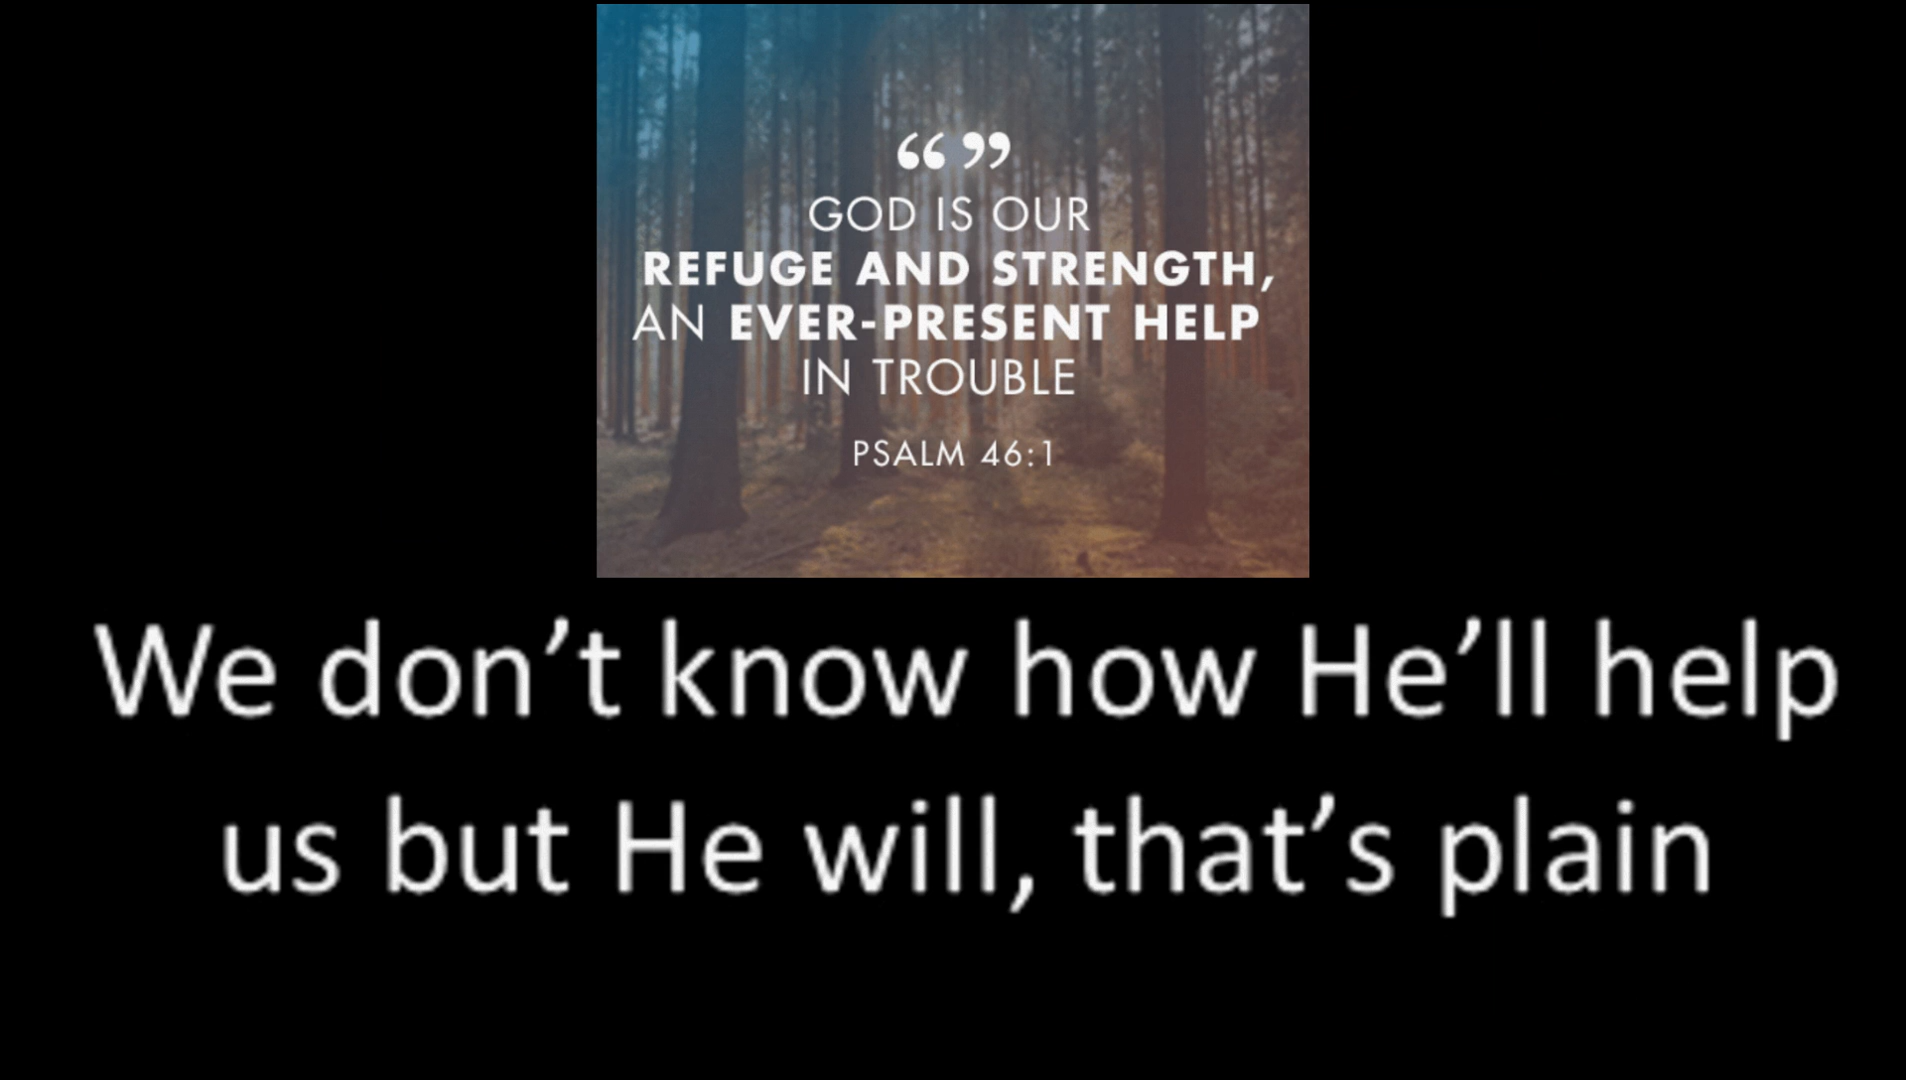 “ ”
GOD IS OUR
REFUGE AND STRENGTH,
AN EVER-PRESENT HELP
IN TROUBLE
PSALM 46:1
We don’t know how He’ll help
us but He will, that’s plain